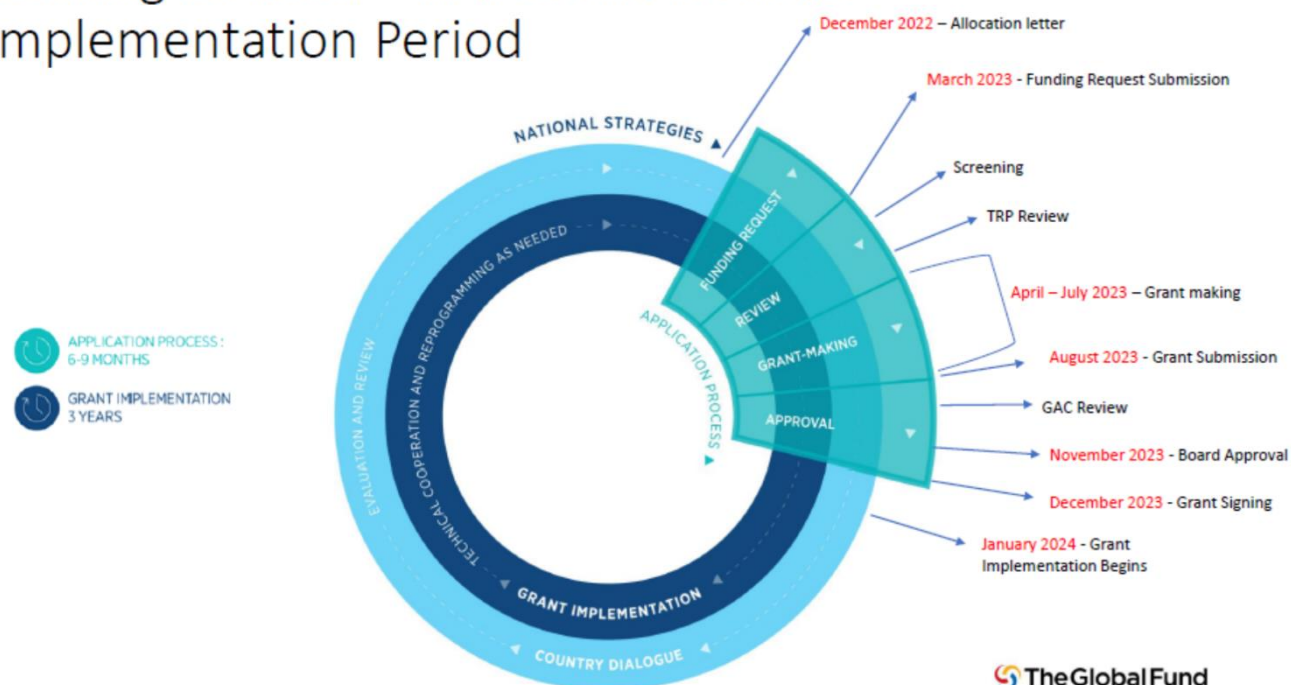 mplementation Period
December 2022 – Allocation letter
March 2023 - Funding Request Submission
NATIONAL STRATEGIES
Screening
TRP Review
April – July 2023 – Grant making
August 2023 - Grant Submission
GAC Review
November 2023 - Board Approval
December 2023 - Grant Signing
January 2024 - Grant
Implementation Begins
FUNDING REQUEST
REVIEW
GRANT-MAKING
APPROVAL
APPLICATION PROCESS
TECHNICAL COOPERATION AND REPROGRAMMING AS NEEDED
EVALUATION AND REVIEW
GRANT IMPLEMENTATION
COUNTRY DIALOGUE
APPLICATION PROCESS :
6-9 MONTHS
GRANT IMPLEMENTATION
3 YEARS
The Global Fund